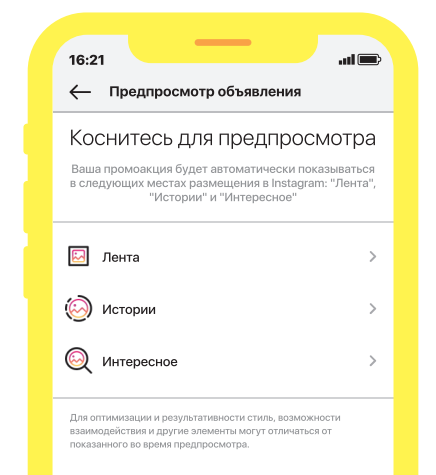 16:21
Предпросмотр объявления
Коснитесь для предпросмотра
Ваша промоакция будет автоматически показываться
в следующих местах размещения в Instagram: "Лента",
"Истории" и "Интересное"
Лента
Истории
Интересное
Для оптимизации и результативности стиль, возможности
взаимодействия и другие элементы могут отличаться от
показанного во время предпросмотра.